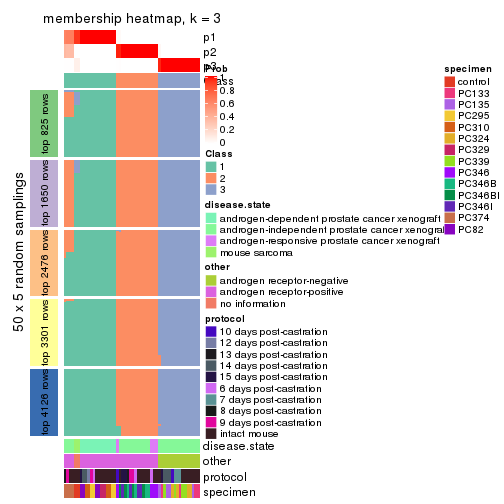 membership heatmap, k = 3
p1
p2
p3
Prob
Class
1
0.8
0.6
0.4
0.2
0
Class
1
2
3
disease.state
androgen-dependent prostate cancer xenograft
androgen-independent prostate cancer xenograft
androgen-responsive prostate cancer xenograft
mouse sarcoma
other
androgen receptor-negative
androgen receptor-positive
no information
protocol
10 days post-castration
12 days post-castration
13 days post-castration
14 days post-castration
15 days post-castration
6 days post-castration
7 days post-castration
8 days post-castration
9 days post-castration
intact mouse
specimen
control
PC133
PC135
PC295
PC310
PC324
PC329
PC339
PC346
PC346B
PC346BI
PC346I
PC374
PC82
50 x 5 random samplings
top 825 rows
top 1650 rows
top 2476 rows
top 3301 rows
top 4126 rows
disease.state
other
protocol
specimen